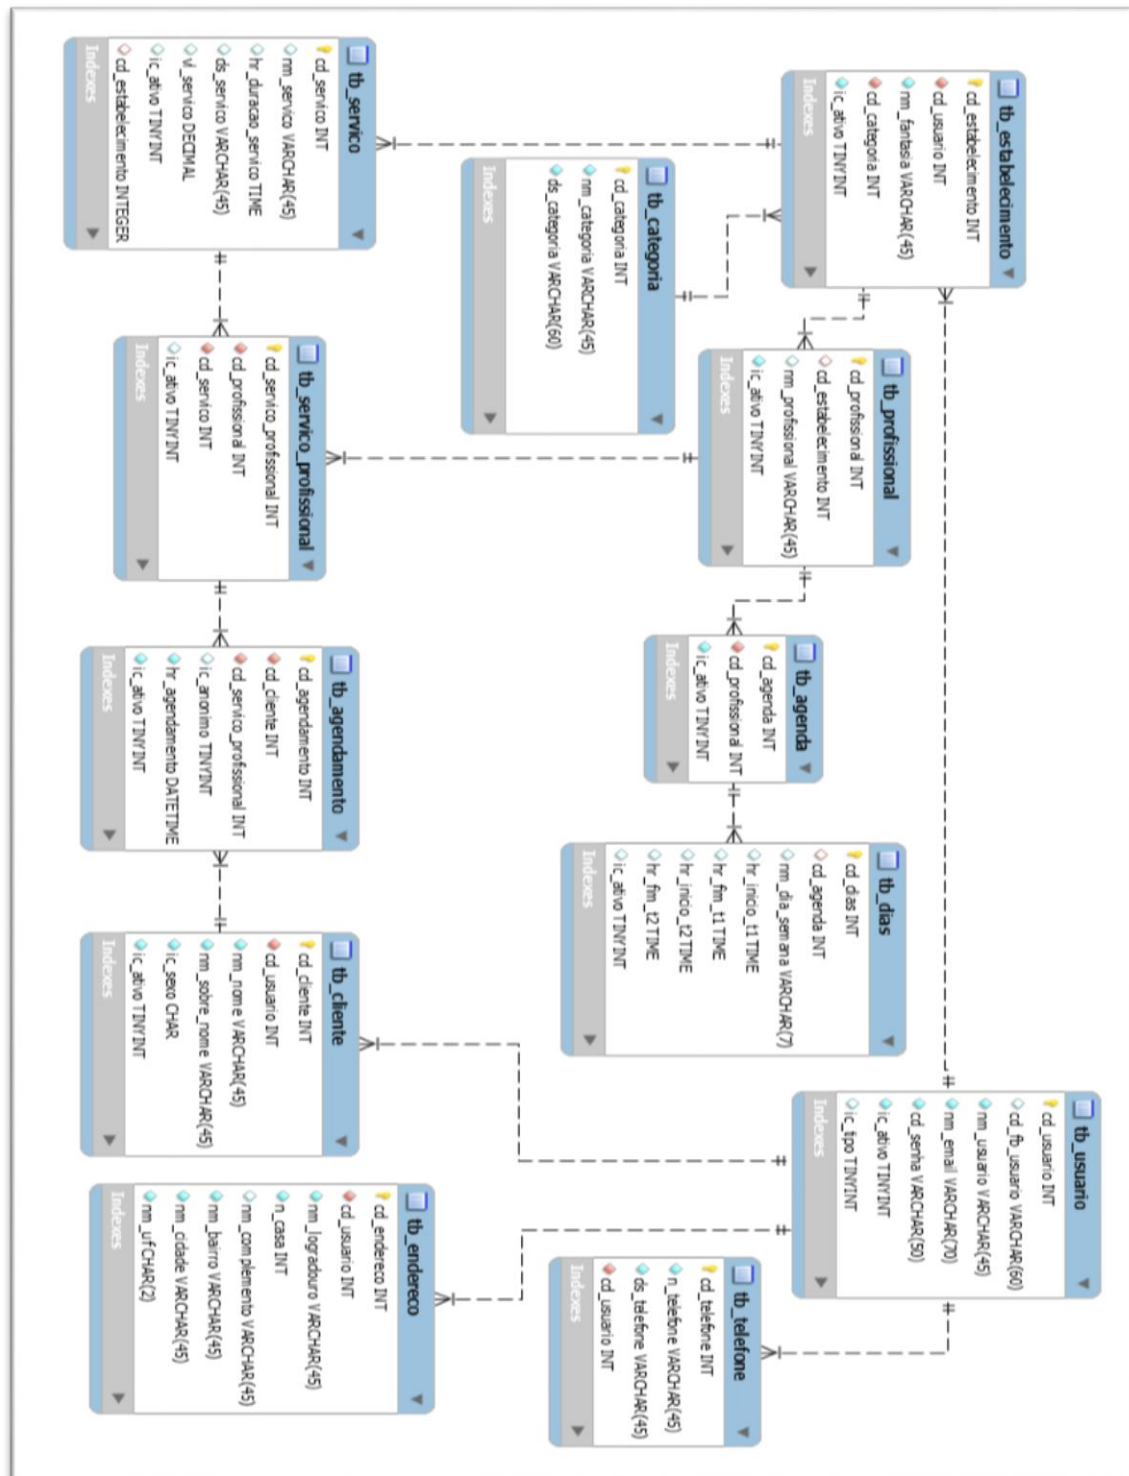 tb_estabelecimento
cd_estabelecimento INT
cd_usuario INT
nm_fantasia VARCHAR(45)
cd_categoria INT
ic_ativo TINYINT
Indexes
tb_profissional
cd_profissional INT
cd_estabelecimento INT
nm_profissional VARCHAR(45)
ic_ativo TINYINT
Indexes
tb_agenda
cd_agenda INT
cd_profissional INT
ic_ativo TINYINT
Indexes
tb_dias
cd_dias INT
cd_agenda INT
nm_dia_semana VARCHAR(7)
hr_inicio_t1 TIME
hr_fim_t1 TIME
hr_inicio_t2 TIME
hr_fim_t2 TIME
ic_ativo TINYINT
Indexes
tb_usuario
cd_usuario INT
cd_fb_usuario VARCHAR(60)
nm_usuario VARCHAR(45)
nm_email VARCHAR(70)
cd_senha VARCHAR(50)
ic_ativo TINYINT
ic_tipo TINYINT
Indexes
tb_categoria
cd_categoria INT
nm_categoria VARCHAR(45)
ds_categoria VARCHAR(60)
Indexes
tb_telefone
cd_telefone INT
n_telefone VARCHAR(45)
ds_telefone VARCHAR(45)
cd_usuario INT
Indexes
tb_servico
cd_servico INT
nm_servico VARCHAR(45)
hr_duracao_servico TIME
ds_servico VARCHAR(45)
vl_servico DECIMAL
ic_ativo TINYINT
cd_estabelecimento INTEGER
Indexes
tb_servico_profissional
cd_servico_profissional INT
cd_profissional INT
cd_servico INT
ic_ativo TINYINT
Indexes
tb_agendamento
cd_agendamento INT
cd_cliente INT
cd_servico_profissional INT
ic_anonimo TINYINT
hr_agendamento DATETIME
ic_ativo TINYINT
Indexes
tb_cliente
cd_cliente INT
cd_usuario INT
nm_nome VARCHAR(45)
nm_sobre_nome VARCHAR(45)
ic_sexo CHAR
ic_ativo TINYINT
Indexes
tb_endereco
cd_endereco INT
cd_usuario INT
nm_logradouro VARCHAR(45)
n_casa INT
nm_complemento VARCHAR(45)
nm_bairro VARCHAR(45)
nm_cidade VARCHAR(45)
nm_uf CHAR(2)
Indexes